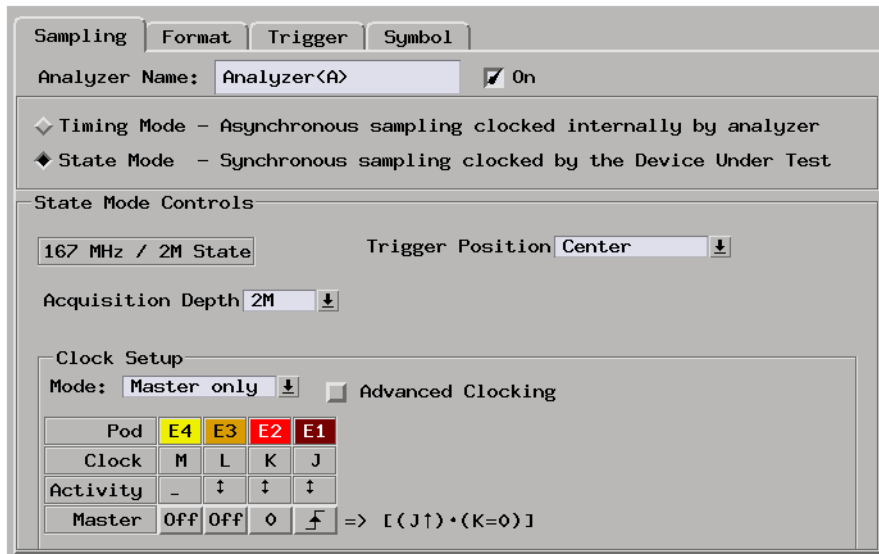 Sampling Format Trigger Symbol
Analyzer Name: Analyzer<A> On
Timing Mode - Asynchronous sampling clocked internally by analyzer
State Mode - Synchronous sampling clocked by the Device Under Test
State Mode Controls
167 MHz / 2M State Trigger Position Center
Acquisition Depth 2M
Clock Setup
Mode: Master only Advanced Clocking
Pod E4 E3 E2 E1
Clock M L K J
Activity - ↕ ↕ ↕
Master Off Off 0 => [(J↑)·(K=0)]